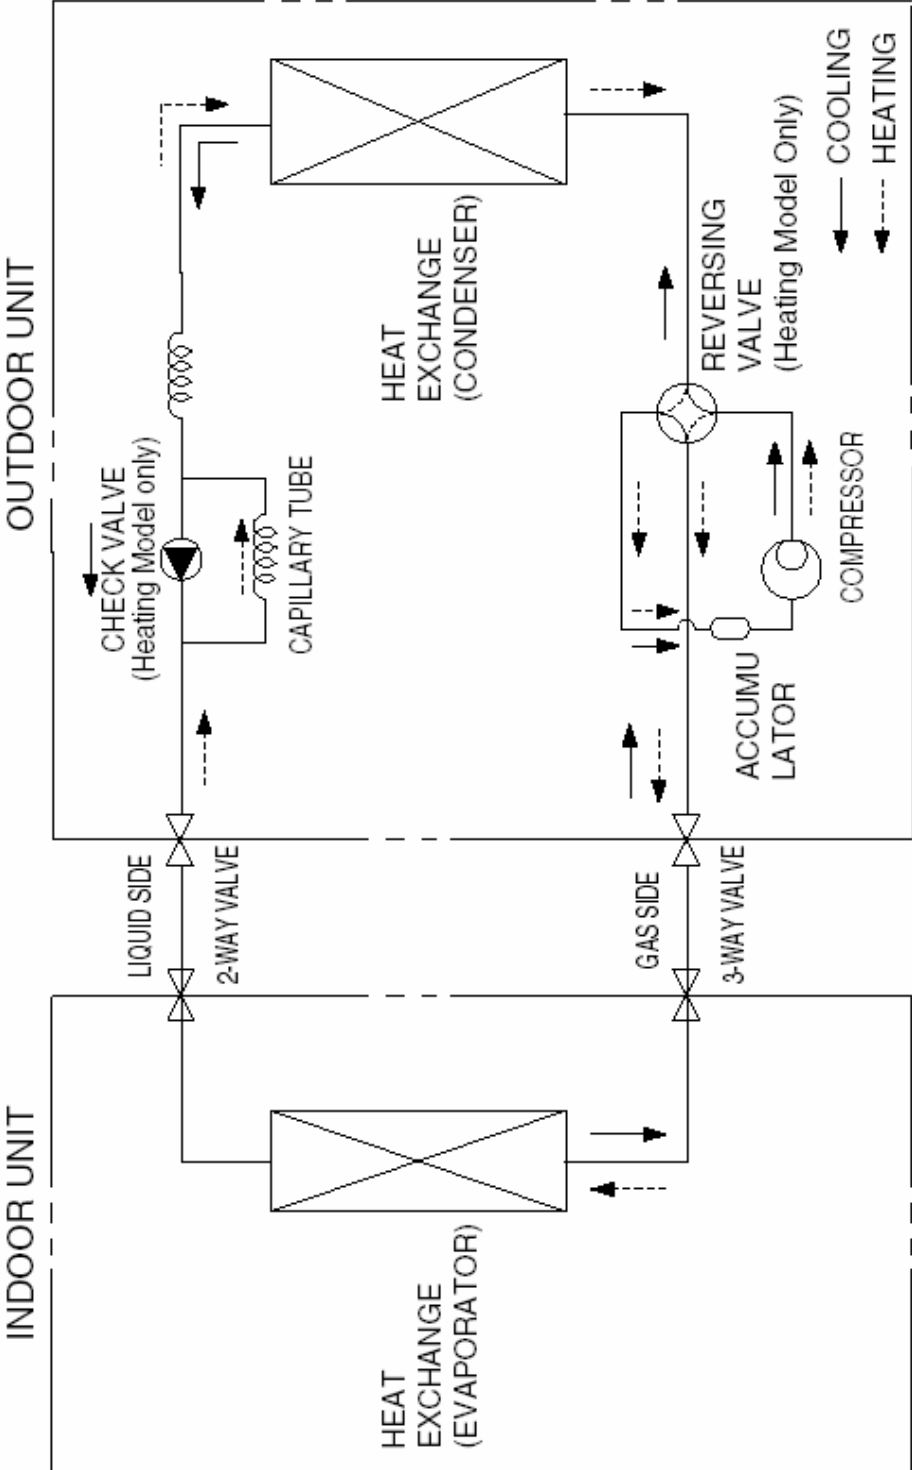 INDOOR UNIT
OUTDOOR UNIT
LIQUID SIDE
2-WAY VALVE
CHECK VALVE
(Heating Model only)
CAPILLARY TUBE
HEAT
EXCHANGE
(EVAPORATOR)
HEAT
EXCHANGE
(CONDENSER)
GAS SIDE
3-WAY VALVE
ACCUMU
LATOR
COMPRESSOR
REVERSING
VALVE
(Heating Model Only)
COOLING
HEATING